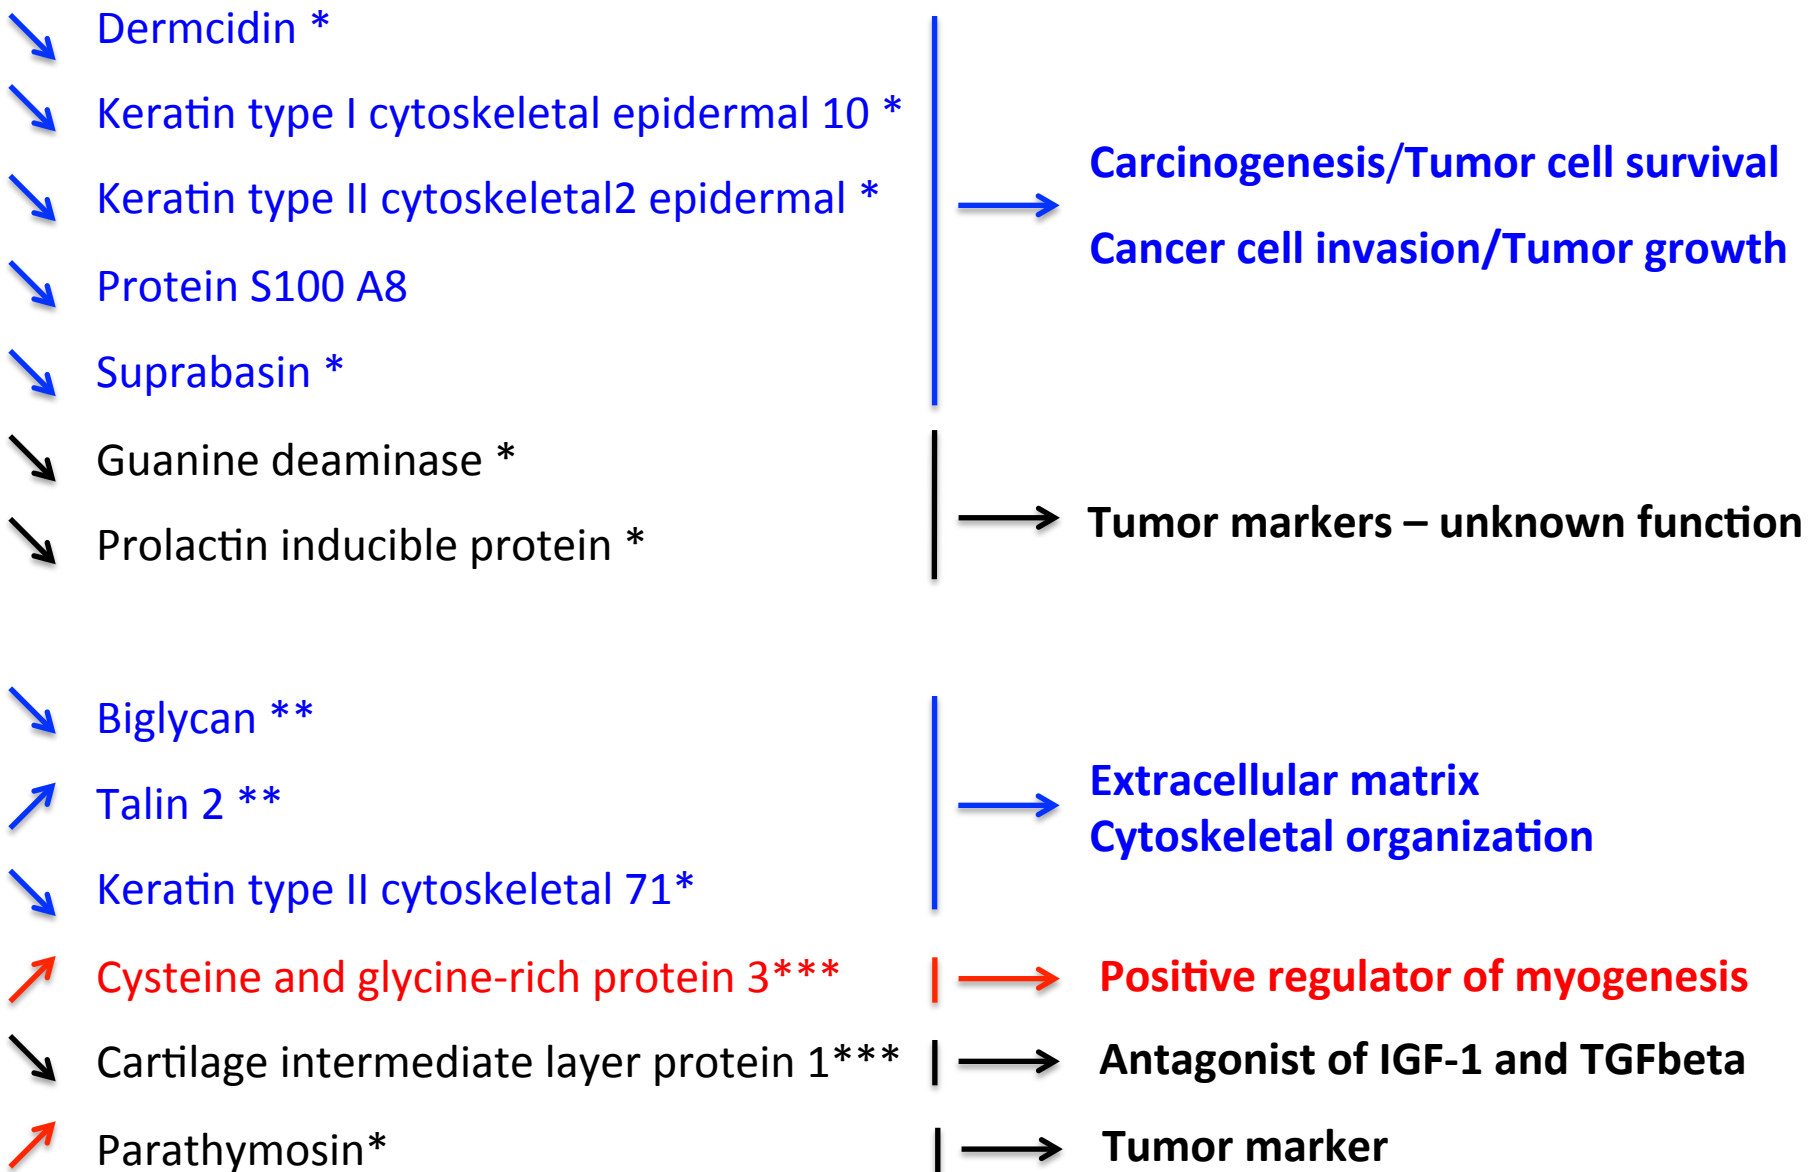 Dermcidin *
Keratin type I cytoskeletal epidermal 10 *
Keratin type II cytoskeletal2 epidermal *
Protein S100 A8
Suprabasin *
Carcinogenesis/Tumor cell survival
Cancer cell invasion/Tumor growth
Guanine deaminase *
Prolactin inducible protein *
Tumor markers – unknown function
Biglycan **
Talin 2 **
Keratin type II cytoskeletal 71*
Extracellular matrix
Cytoskeletal organization
Cysteine and glycine-rich protein 3***
Positive regulator of myogenesis
Cartilage intermediate layer protein 1***
Antagonist of IGF-1 and TGFbeta
Parathymosin*
Tumor marker